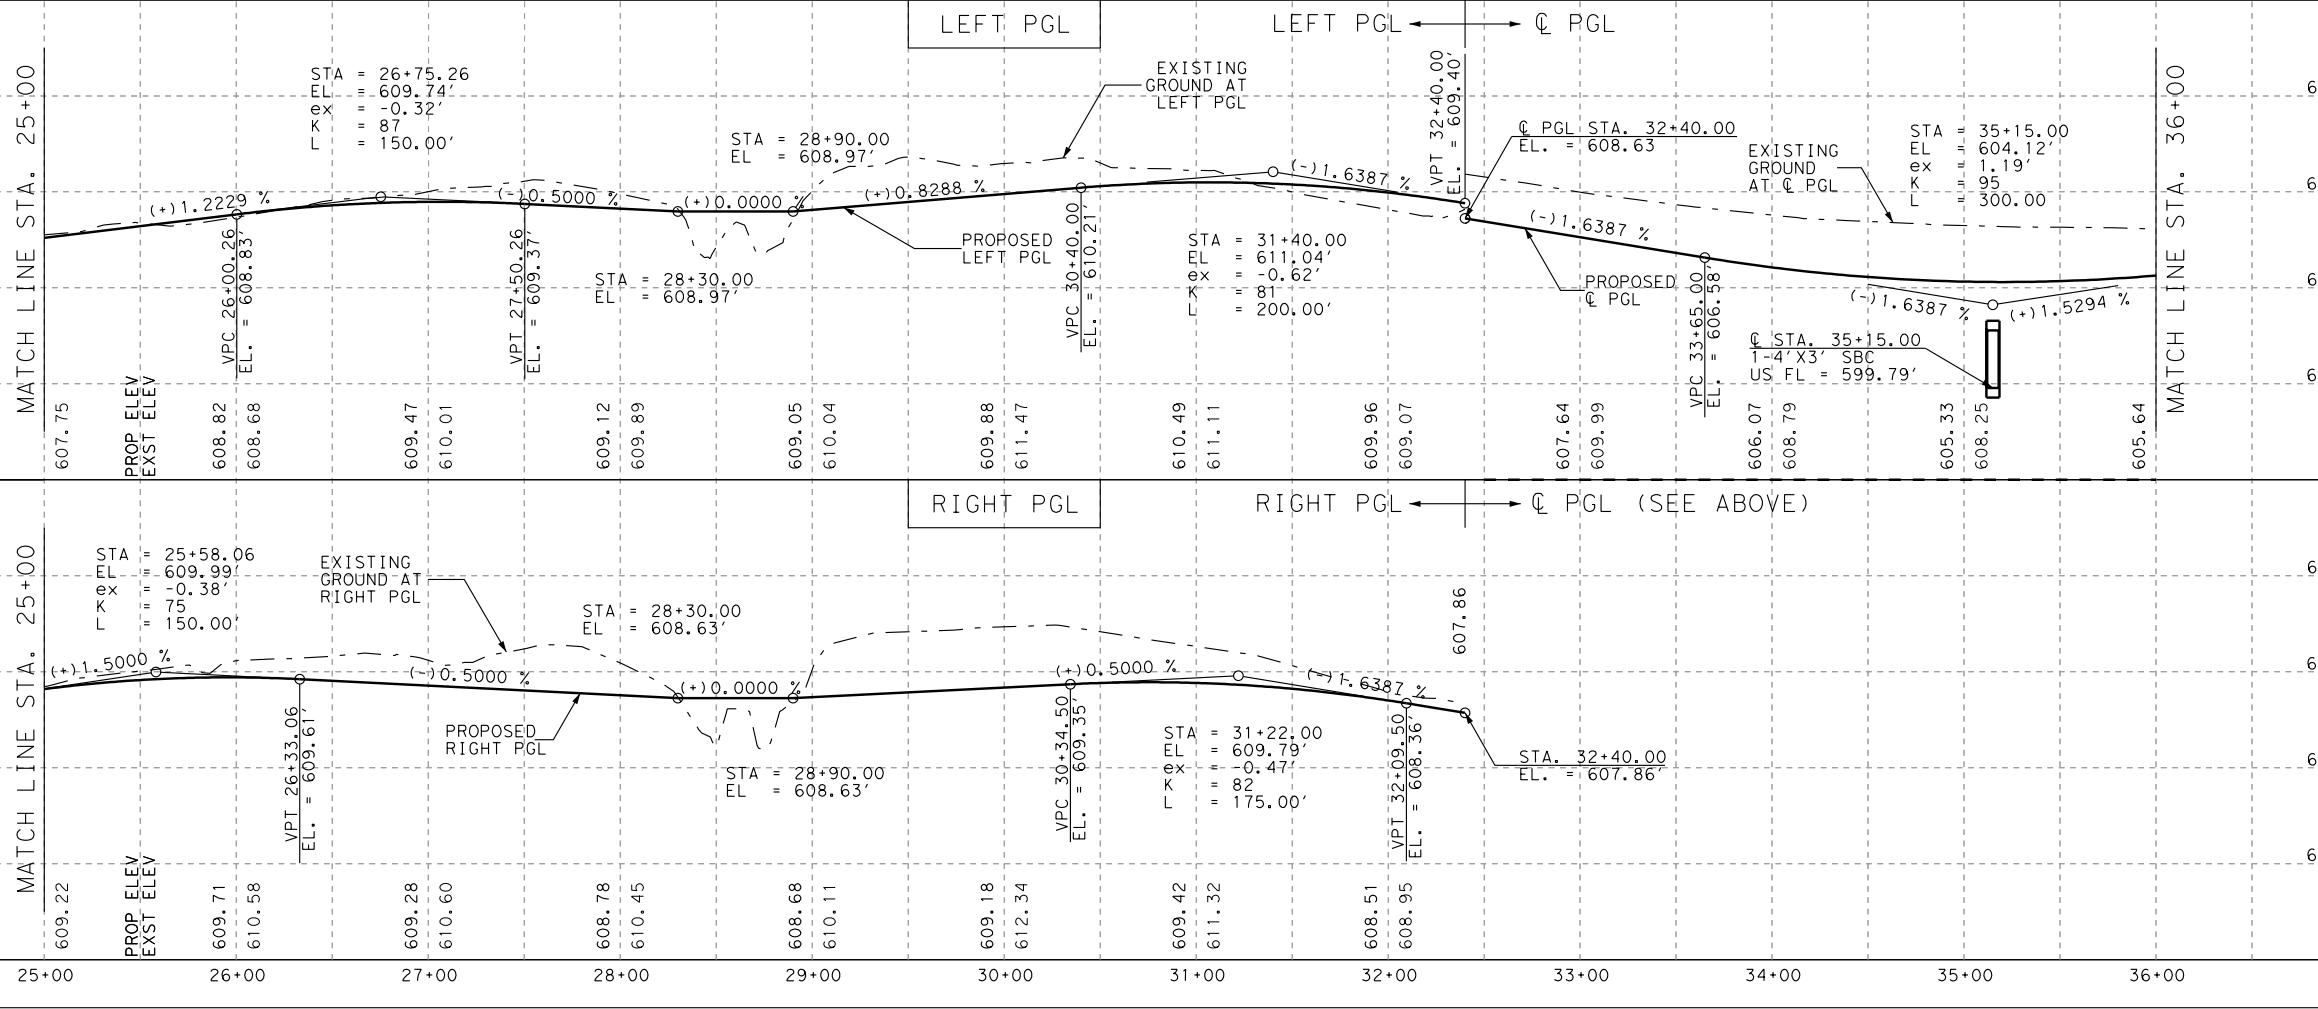 LEFT PGL
LEFT PGL
℄ PGL
MATCH LINE STA. 25+00
STA = 26+75.26
EL = 609.74'
ex = -0.32'
K = 87
L = 150.00'
(+)1.2229 %
VPC 26+00.26
EL. = 608.83'
(-)0.5000 %
VPT 27+50.26
EL. = 609.37'
STA = 28+90.00
EL = 608.97'
(+)0.0000 %
STA = 28+30.00
EL = 608.97'
(+)0.8288 %
EXISTING
GROUND AT
LEFT PGL
PROPOSED
LEFT PGL
VPC 30+40.00
EL. = 610.21'
STA = 31+40.00
EL = 611.04'
ex = -0.62'
K = 81
L = 200.00'
(-)1.6387 %
VPT 32+40.00
EL. = 609.40'
℄ PGL STA. 32+40.00
EL. = 608.63
(-)1.6387 %
PROPOSED
℄ PGL
VPC 33+65.00
EL. = 606.58'
EXISTING
GROUND
AT ℄ PGL
STA = 35+15.00
EL = 604.12'
ex = 1.19'
K = 95
L = 300.00
(-)1.6387 %
(+)1.5294 %
℄ STA. 35+15.00
1-4'X3' SBC
US FL = 599.79'
MATCH LINE STA. 36+00
6
6
6
6
607.75
PROP ELEV
EXST ELEV
608.82
608.68
609.47
610.01
609.12
609.89
609.05
610.04
609.88
611.47
610.49
611.11
609.96
609.07
607.64
609.99
606.07
608.79
605.33
608.25
605.64
RIGHT PGL
RIGHT PGL
℄ PGL (SEE ABOVE)
MATCH LINE STA. 25+00
STA = 25+58.06
EL = 609.99'
ex = -0.38'
K = 75
L = 150.00'
(+)1.5000 %
EXISTING
GROUND AT
RIGHT PGL
VPT 26+33.06
EL. = 609.61'
(-)0.5000 %
PROPOSED
RIGHT PGL
STA = 28+30.00
EL = 608.63'
(+)0.0000 %
STA = 28+90.00
EL = 608.63'
(+)0.5000 %
VPC 30+34.50
EL. = 609.35'
STA = 31+22.00
EL = 609.79'
ex = -0.47'
K = 82
L = 175.00'
(-)1.6387 %
VPT 32+09.50
EL. = 608.36'
607.86
STA. 32+40.00
EL. = 607.86'
6
6
6
6
609.22
PROP ELEV
EXST ELEV
609.71
610.58
609.28
610.60
608.78
610.45
608.68
610.11
609.18
612.34
609.42
611.32
608.51
608.95
25+00 26+00 27+00 28+00 29+00 30+00 31+00 32+00 33+00 34+00 35+00 36+00